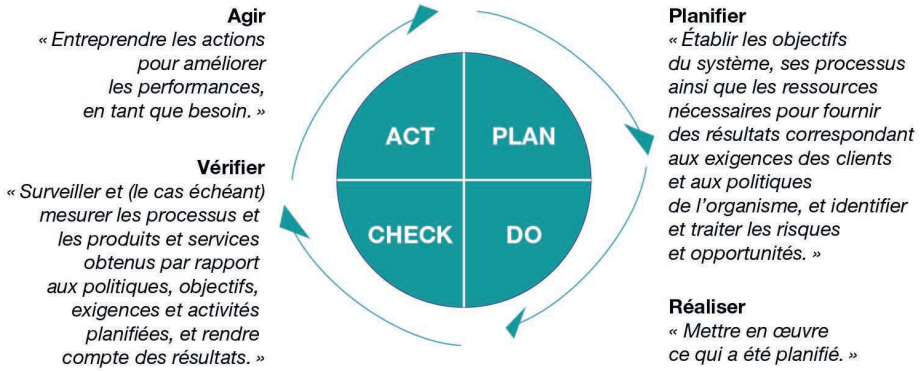 Agir
« Entreprendre les actions
pour améliorer
les performances,
en tant que besoin. »
Vérifier
« Surveiller et (le cas échéant)
mesurer les processus et
les produits et services
obtenus par rapport
aux politiques, objectifs,
exigences et activités
planifiées, et rendre
compte des résultats. »
ACT
PLAN
CHECK
DO
Planifier
« Établir les objectifs
du système, ses processus
ainsi que les ressources
nécessaires pour fournir
des résultats correspondant
aux exigences des clients
et aux politiques
de l’organisme, et identifier
et traiter les risques
et opportunités. »
Réaliser
« Mettre en œuvre
ce qui a été planifié. »